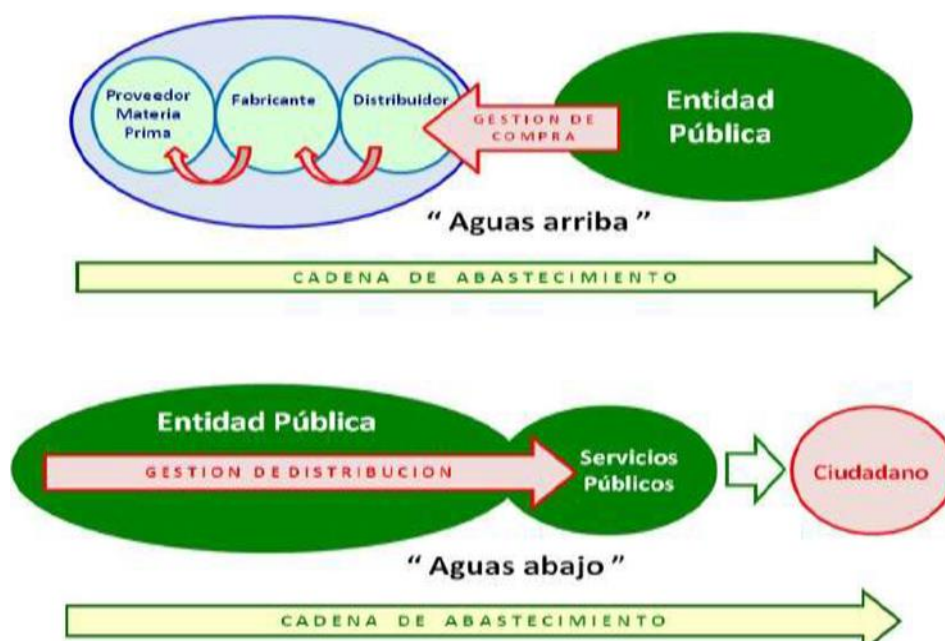 Proveedor
Materia
Prima
Fabricante
Distribuidor
GESTION DE
COMPRA
Entidad
Pública
“ Aguas arriba ”
CADENA DE ABASTECIMIENTO
Entidad Pública
GESTION DE DISTRIBUCION
Servicios
Públicos
Ciudadano
“ Aguas abajo ”
CADENA DE ABASTECIMIENTO